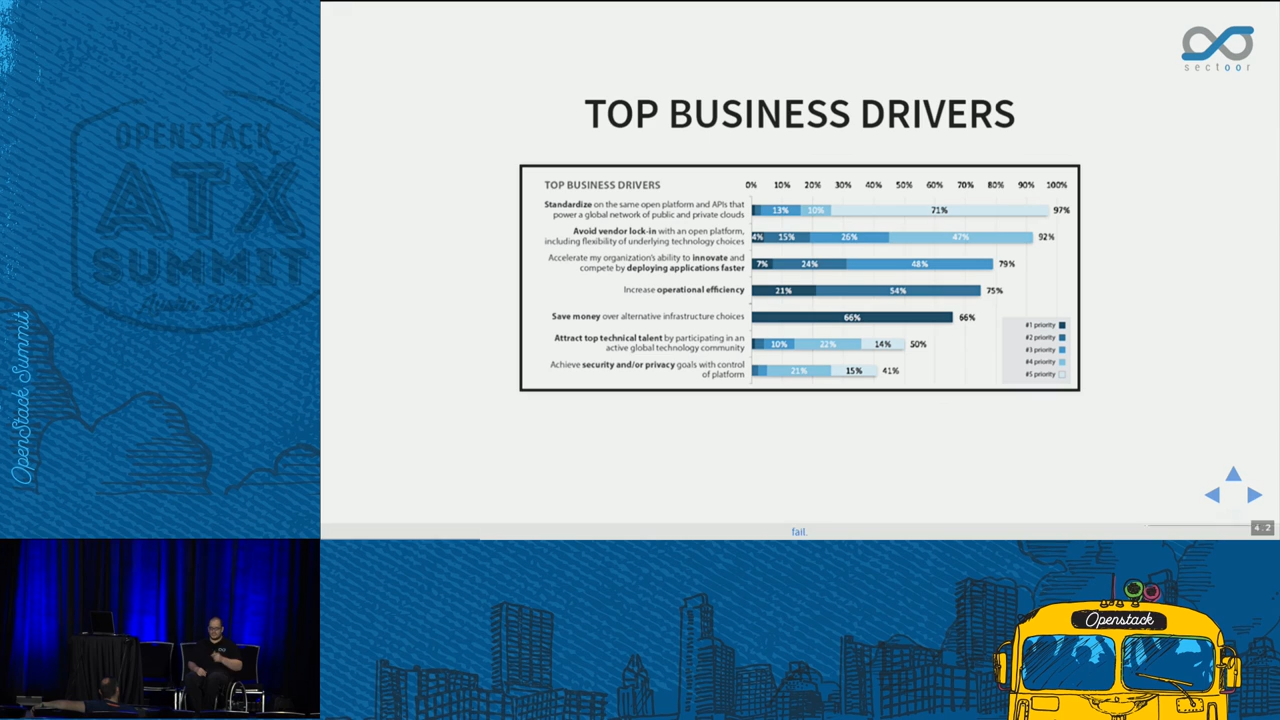 sectoor
TOP BUSINESS DRIVERS
TOP BUSINESS DRIVERS 0% 10% 20% 30% 40% 50% 60% 70% 80% 90% 100%
Standardize on the same open platform and APIs that
power a global network of public and private clouds
13% 10% 71% 97%
Avoid vendor lock-in with an open platform,
including flexibility of underlying technology choices
4% 15% 26% 47% 92%
Accelerate my organization's ability to innovate and
compete by deploying applications faster
7% 24% 48% 79%
Increase operational efficiency
21% 54% 75%
Save money over alternative infrastructure choices
66% 66%
Attract top technical talent by participating in an
active global technology community
10% 22% 14% 50%
Achieve security and/or privacy goals with control
of platform
21% 15% 41%
#1 priority
#2 priority
#3 priority
#4 priority
#5 priority
fail.
4.2
OPENSTACK
ATX
SUMMIT
OpenStack Summit
Openstack